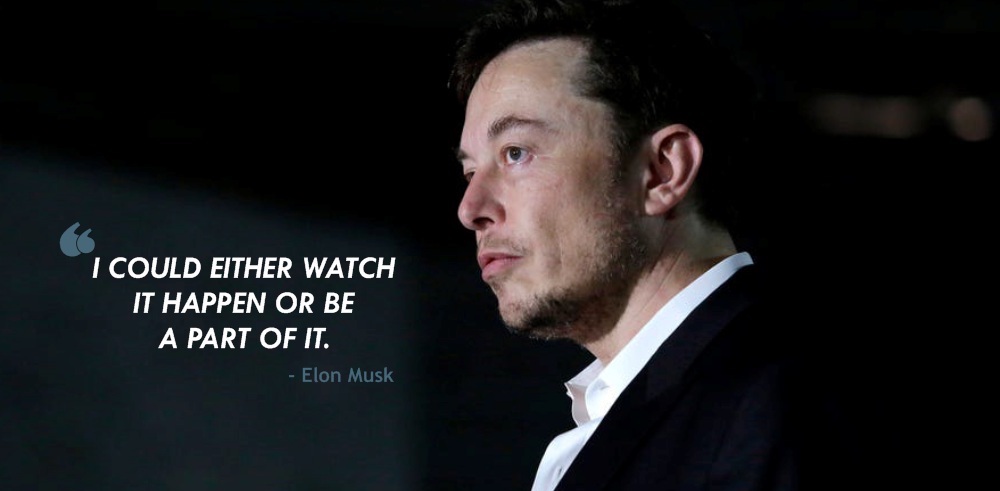 “ I COULD EITHER WATCH
IT HAPPEN OR BE
A PART OF IT.
- Elon Musk